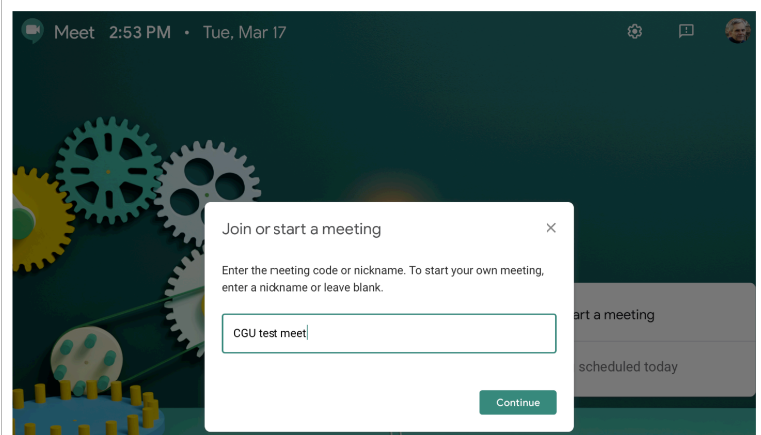 Meet 2:53 PM • Tue, Mar 17
Join or start a meeting
Enter the meeting code or nickname. To start your own meeting,
enter a nickname or leave blank.
CGU test meet
Continue
art a meeting
scheduled today